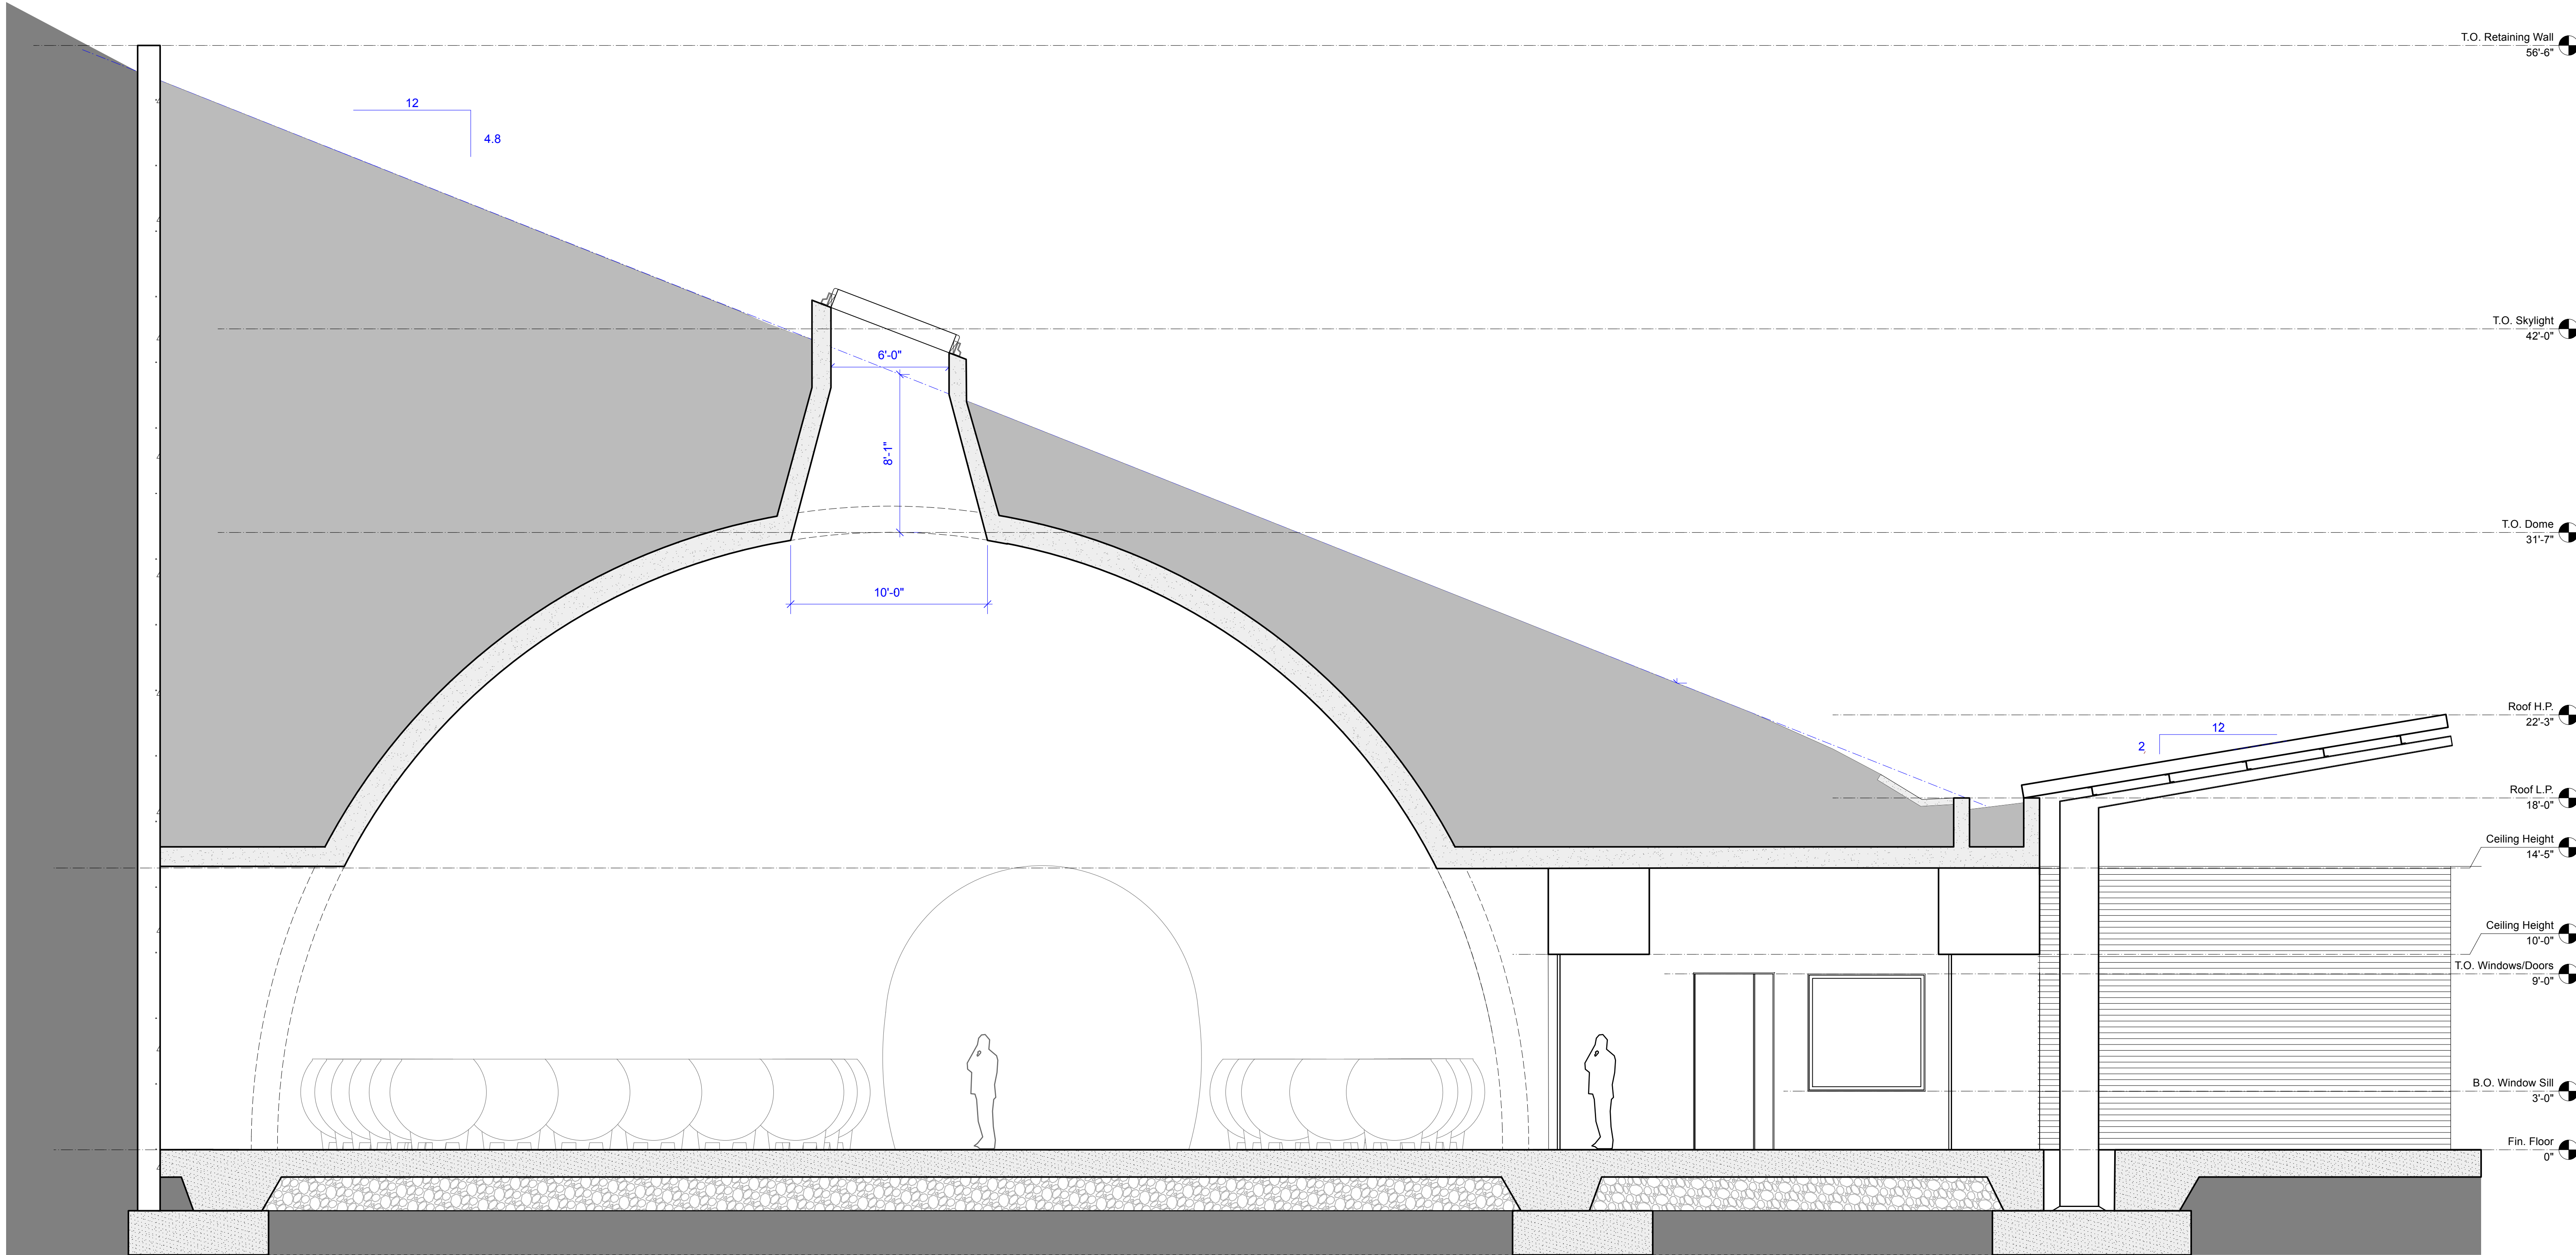 T.O. Retaining Wall
56'-6"
12
4.8
T.O. Skylight
42'-0"
6'-0"
8'-1"
T.O. Dome
31'-7"
10'-0"
Roof H.P.
22'-3"
12
2
Roof L.P.
18'-0"
Ceiling Height
14'-5"
Ceiling Height
10'-0"
T.O. Windows/Doors
9'-0"
B.O. Window Sill
3'-0"
Fin. Floor
0"